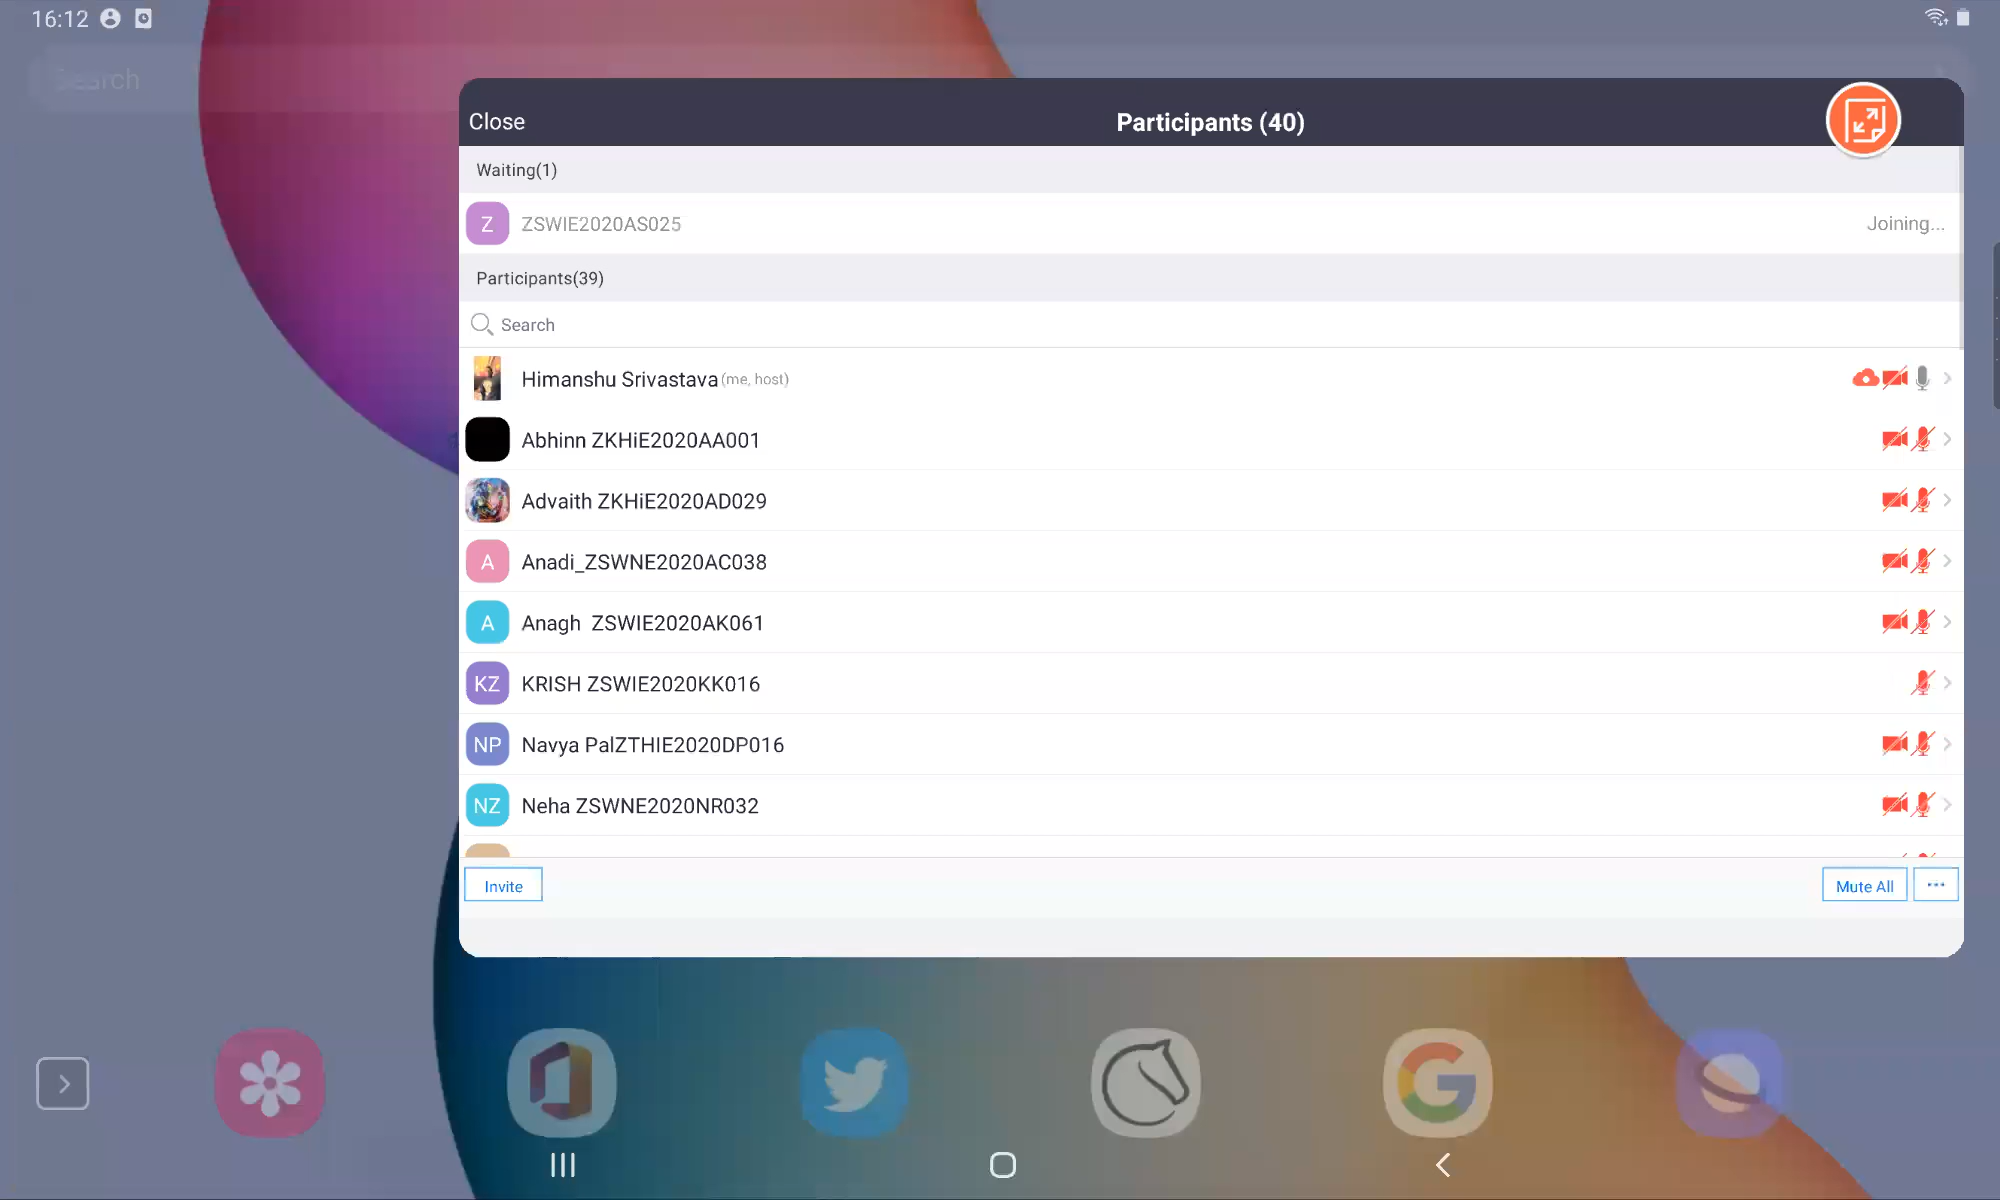 16:12
Search
Close
Participants (40)
Waiting(1)
Z ZSWIE2020AS025 Joining...
Participants(39)
Search
Himanshu Srivastava (me, host)
Abhinn ZKHiE2020AA001
Advaith ZKHiE2020AD029
A Anadi_ZSWNE2020AC038
A Anagh  ZSWIE2020AK061
KZ KRISH ZSWIE2020KK016
NP Navya PalZTHIE2020DP016
NZ Neha ZSWNE2020NR032
Invite
Mute All ...